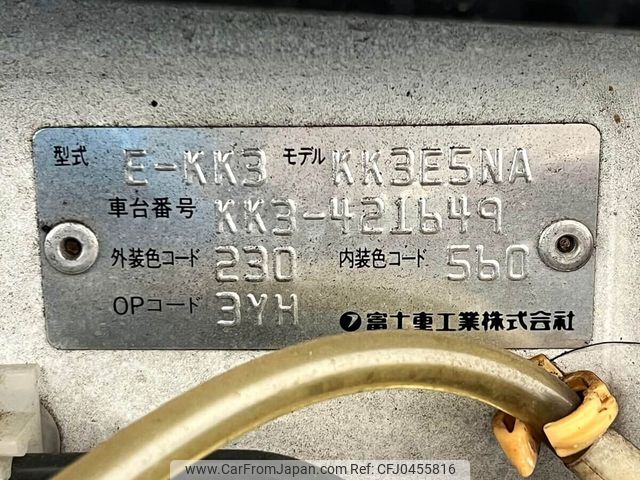 型式 E-KK3 モデル KK3E5NA
車台番号 KK3-421649
外装色コード 230 内装色コード 560
OPコード 3YH
富士重工業株式会社
www.CarFromJapan.com | Ref No.CFJ40455816